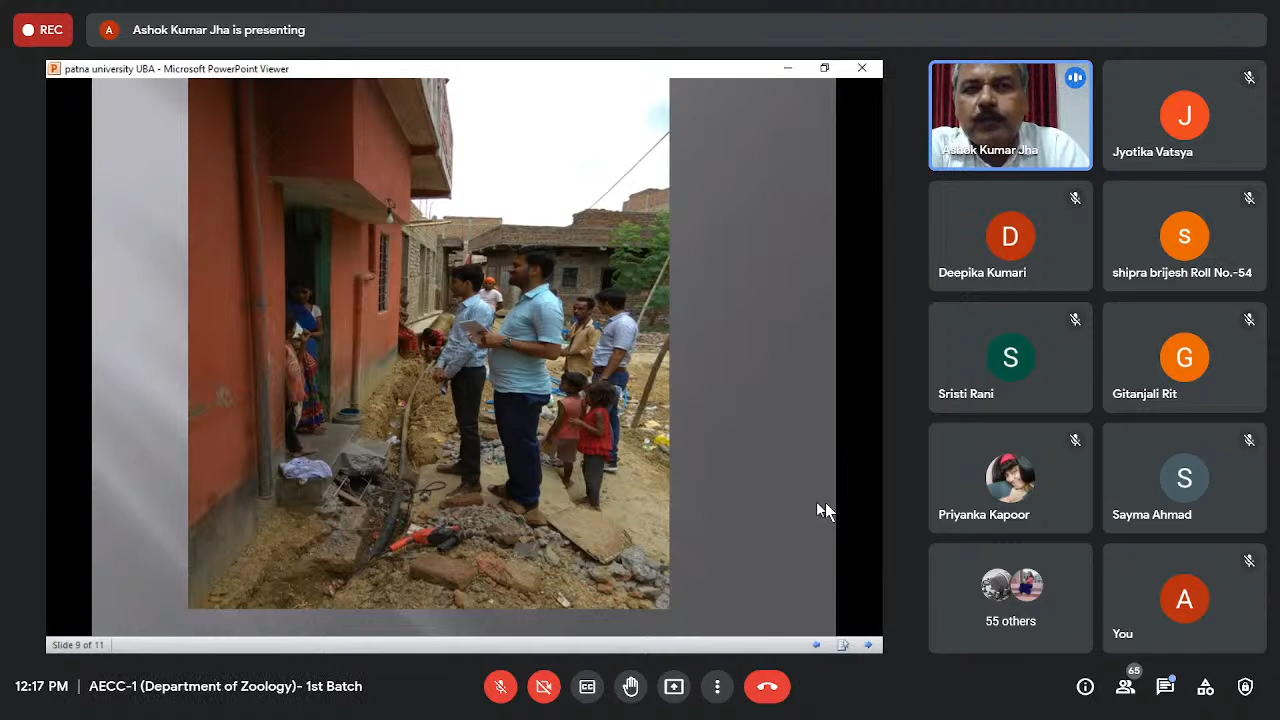 REC
A
Ashok Kumar Jha is presenting
P
patna university UBA - Microsoft PowerPoint Viewer
Slide 9 of 11
Ashok Kumar Jha
J
Jyotika Vatsya
D
Deepika Kumari
s
shipra brijesh Roll No.-54
S
Sristi Rani
G
Gitanjali Rit
Priyanka Kapoor
S
Sayma Ahmad
55 others
A
You
12:17 PM
AECC-1 (Department of Zoology)- 1st Batch
65